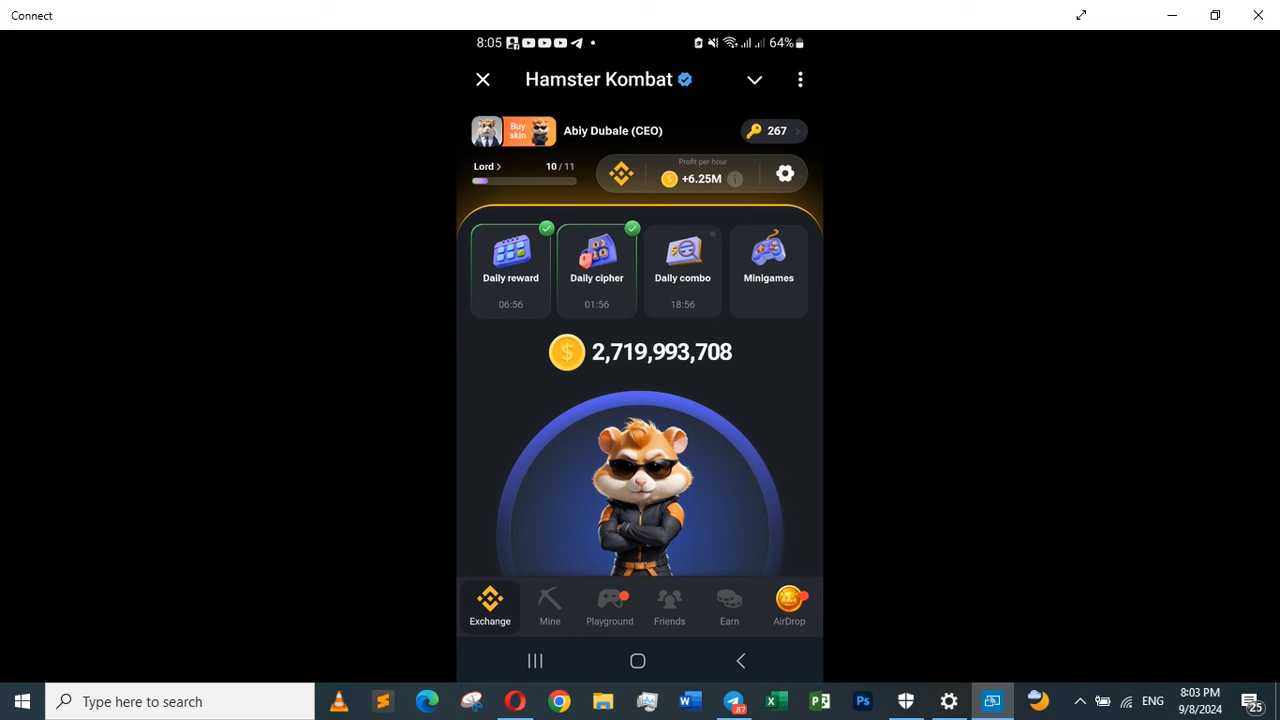 Connect
8:05 64%
Hamster Kombat
Buy skin
Abiy Dubale (CEO)
267
Lord > 10 / 11
Profit per hour
+6.25M
Daily reward Daily cipher Daily combo Minigames
06:56 01:56 18:56
2,719,993,708
Exchange Mine Playground Friends Earn AirDrop
Type here to search
.87
ENG
8:03 PM
9/8/2024
25